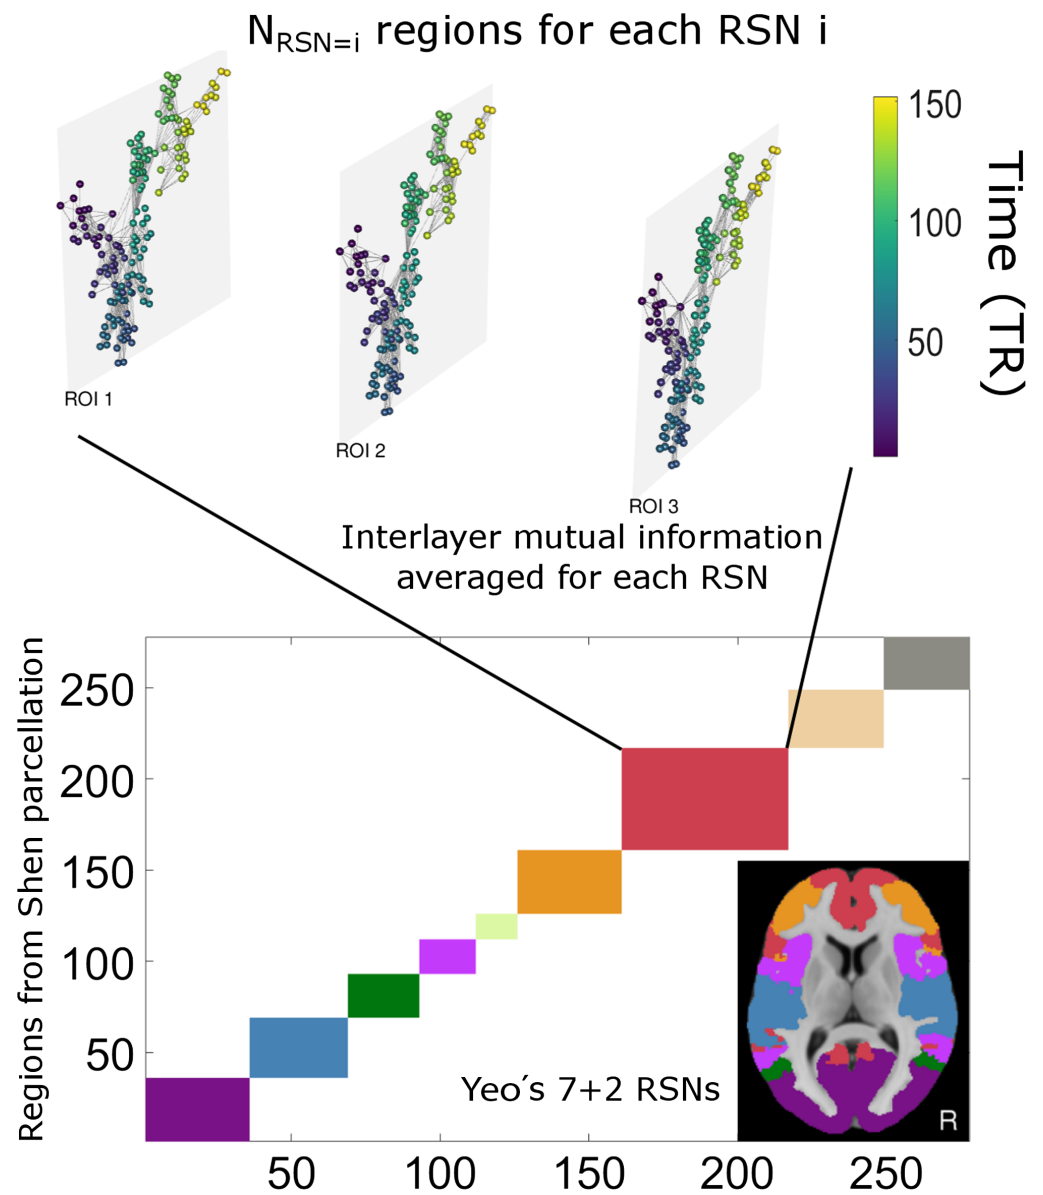 N_RSN=i regions for each RSN i
150
100
50
Time (TR)
ROI 1
ROI 2
ROI 3
Interlayer mutual information
averaged for each RSN
Regions from Shen parcellation
250
200
150
100
50
Yeo´s 7+2 RSNs
R
50
100
150
200
250